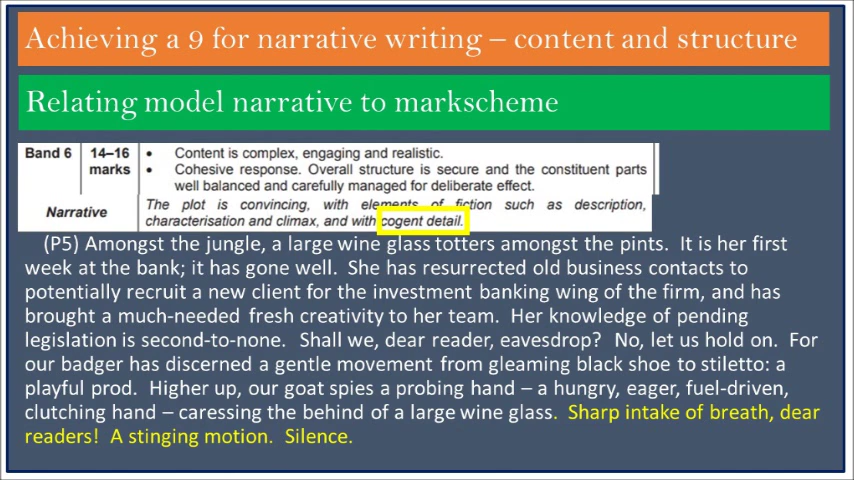 Achieving a 9 for narrative writing – content and structure
Relating model narrative to markscheme
Band 6 14–16 marks • Content is complex, engaging and realistic.
• Cohesive response. Overall structure is secure and the constituent parts
well balanced and carefully managed for deliberate effect.
Narrative The plot is convincing, with elements of fiction such as description,
characterisation and climax, and with cogent detail.
(P5) Amongst the jungle, a large wine glass totters amongst the pints. It is her first
week at the bank; it has gone well. She has resurrected old business contacts to
potentially recruit a new client for the investment banking wing of the firm, and has
brought a much-needed fresh creativity to her team. Her knowledge of pending
legislation is second-to-none. Shall we, dear reader, eavesdrop? No, let us hold on. For
our badger has discerned a gentle movement from gleaming black shoe to stiletto: a
playful prod. Higher up, our goat spies a probing hand – a hungry, eager, fuel-driven,
clutching hand – caressing the behind of a large wine glass. Sharp intake of breath, dear
readers! A stinging motion. Silence.